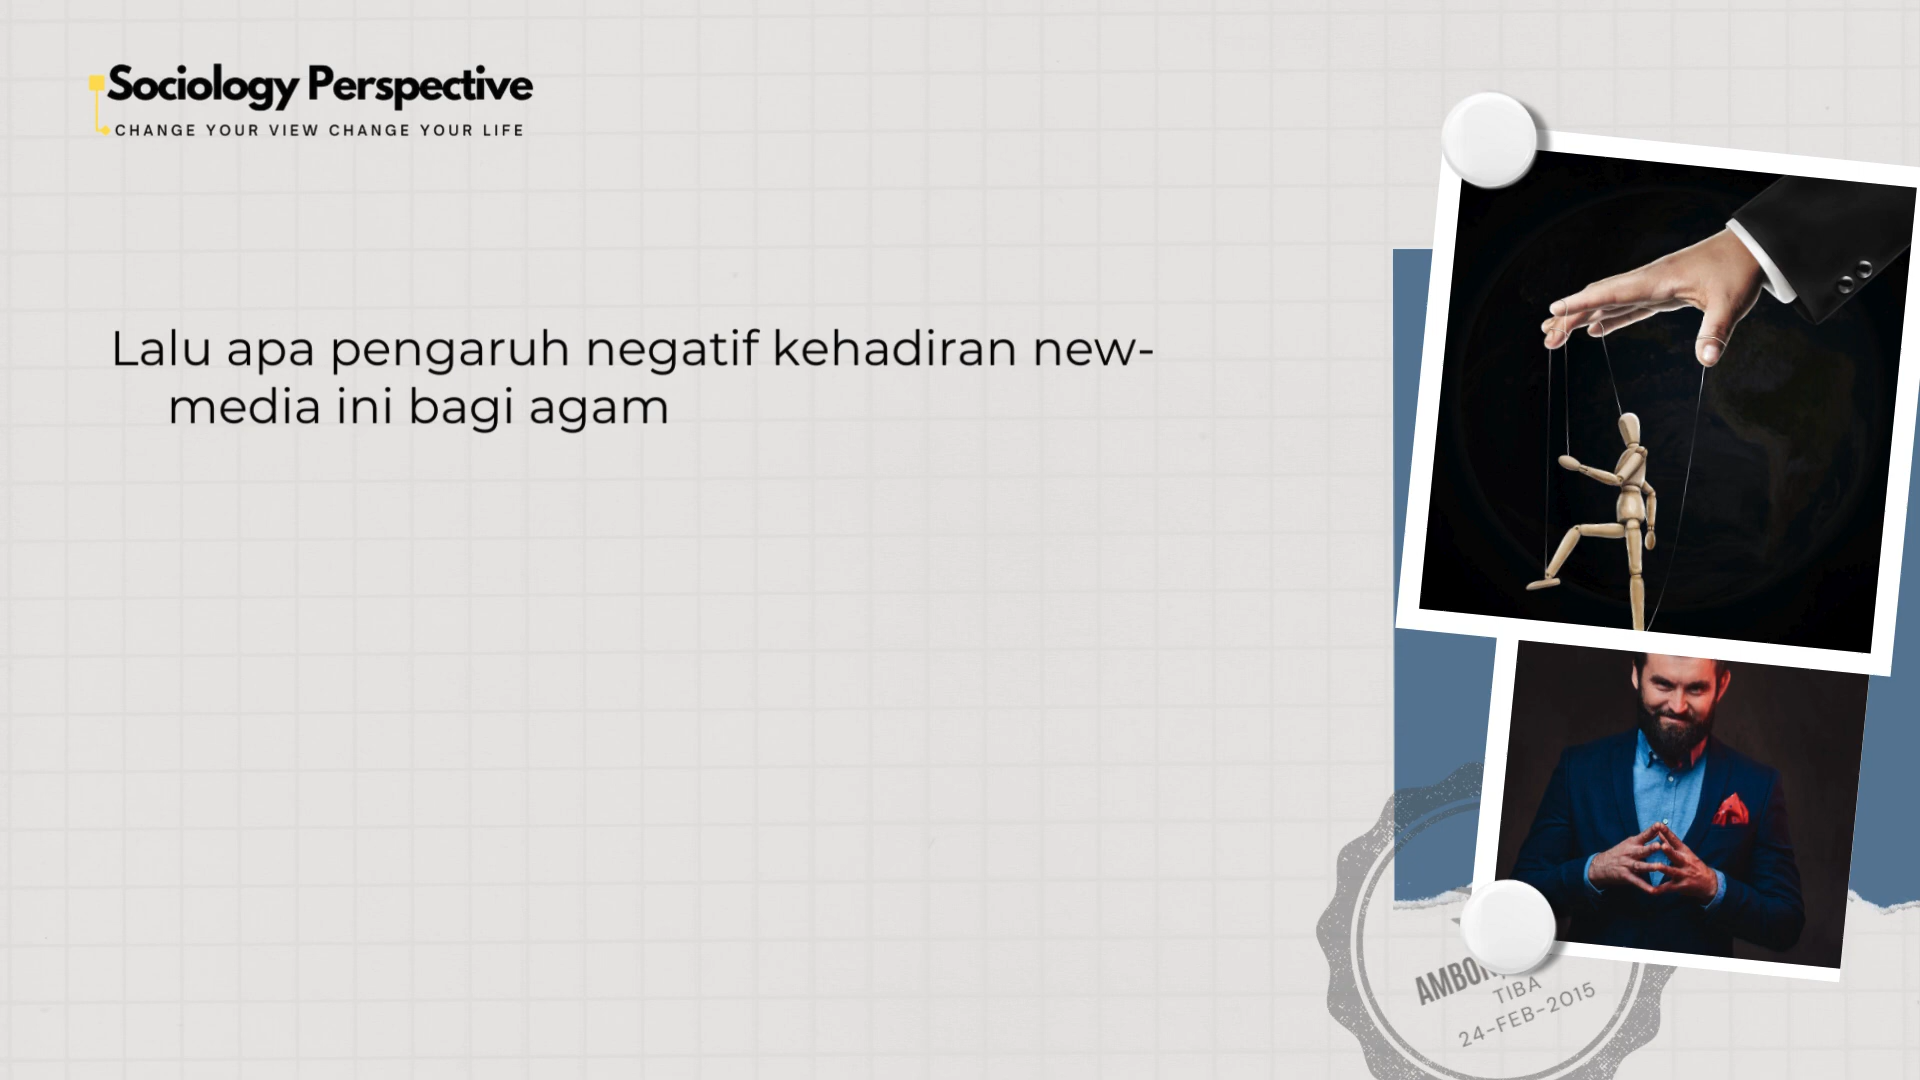 Sociology Perspective
CHANGE YOUR VIEW CHANGE YOUR LIFE
Lalu apa pengaruh negatif kehadiran new-
media ini bagi agam
TIBA
24-FEB-2015